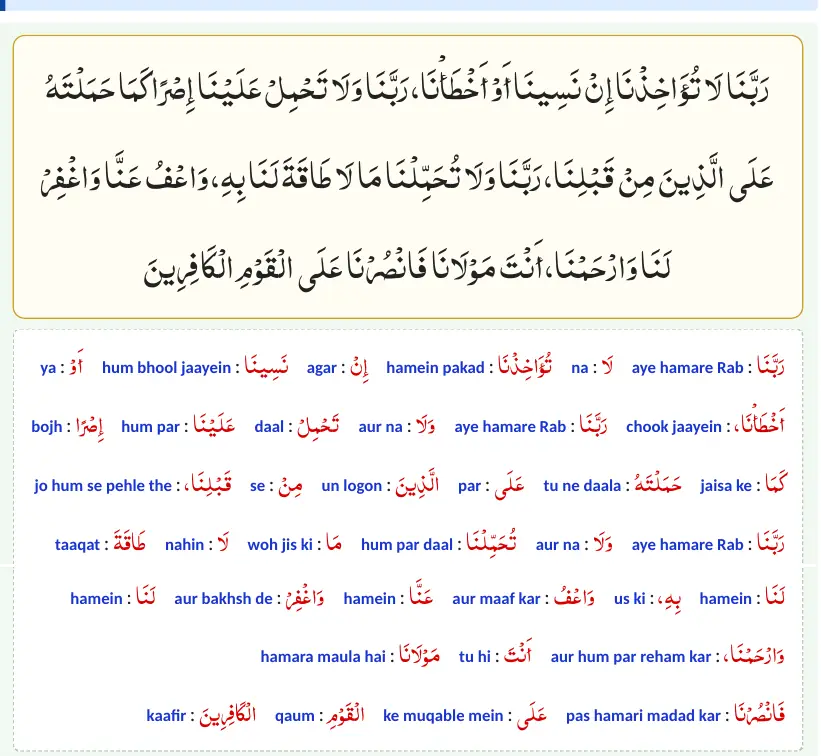 رَبَّنَا لَا تُؤَاخِذْنَا إِنْ نَسِينَا أَوْ أَخْطَأْنَا، رَبَّنَا وَلَا تَحْمِلْ عَلَيْنَا إِصْرًا كَمَا حَمَلْتَهُ
عَلَى الَّذِينَ مِنْ قَبْلِنَا، رَبَّنَا وَلَا تُحَمِّلْنَا مَا لَا طَاقَةَ لَنَا بِهِ، وَاعْفُ عَنَّا وَاغْفِرْ
لَنَا وَارْحَمْنَا، أَنْتَ مَوْلَانَا فَانْصُرْنَا عَلَى الْقَوْمِ الْكَافِرِينَ
رَبَّنَا : aye hamare Rab لَا : na تُؤَاخِذْنَا : hamein pakad إِنْ : agar نَسِينَا : hum bhool jaayein أَوْ : ya
أَخْطَأْنَا، : chook jaayein رَبَّنَا : aye hamare Rab وَلَا : aur na تَحْمِلْ : daal عَلَيْنَا : hum par إِصْرًا : bojh
كَمَا : jaisa ke حَمَلْتَهُ : tu ne daala عَلَى : par الَّذِينَ : un logon مِنْ : se قَبْلِنَا، : jo hum se pehle the
رَبَّنَا : aye hamare Rab وَلَا : aur na تُحَمِّلْنَا : hum par daal مَا : woh jis ki لَا : nahin طَاقَةَ : taaqat
لَنَا : hamein بِهِ، : us ki وَاعْفُ : aur maaf kar عَنَّا : hamein وَاغْفِرْ : aur bakhsh de لَنَا : hamein
وَارْحَمْنَا، : aur hum par reham kar أَنْتَ : tu hi مَوْلَانَا : hamara maula hai
فَانْصُرْنَا : pas hamari madad kar عَلَى : ke muqable mein الْقَوْمِ : qaum الْكَافِرِينَ : kaafir